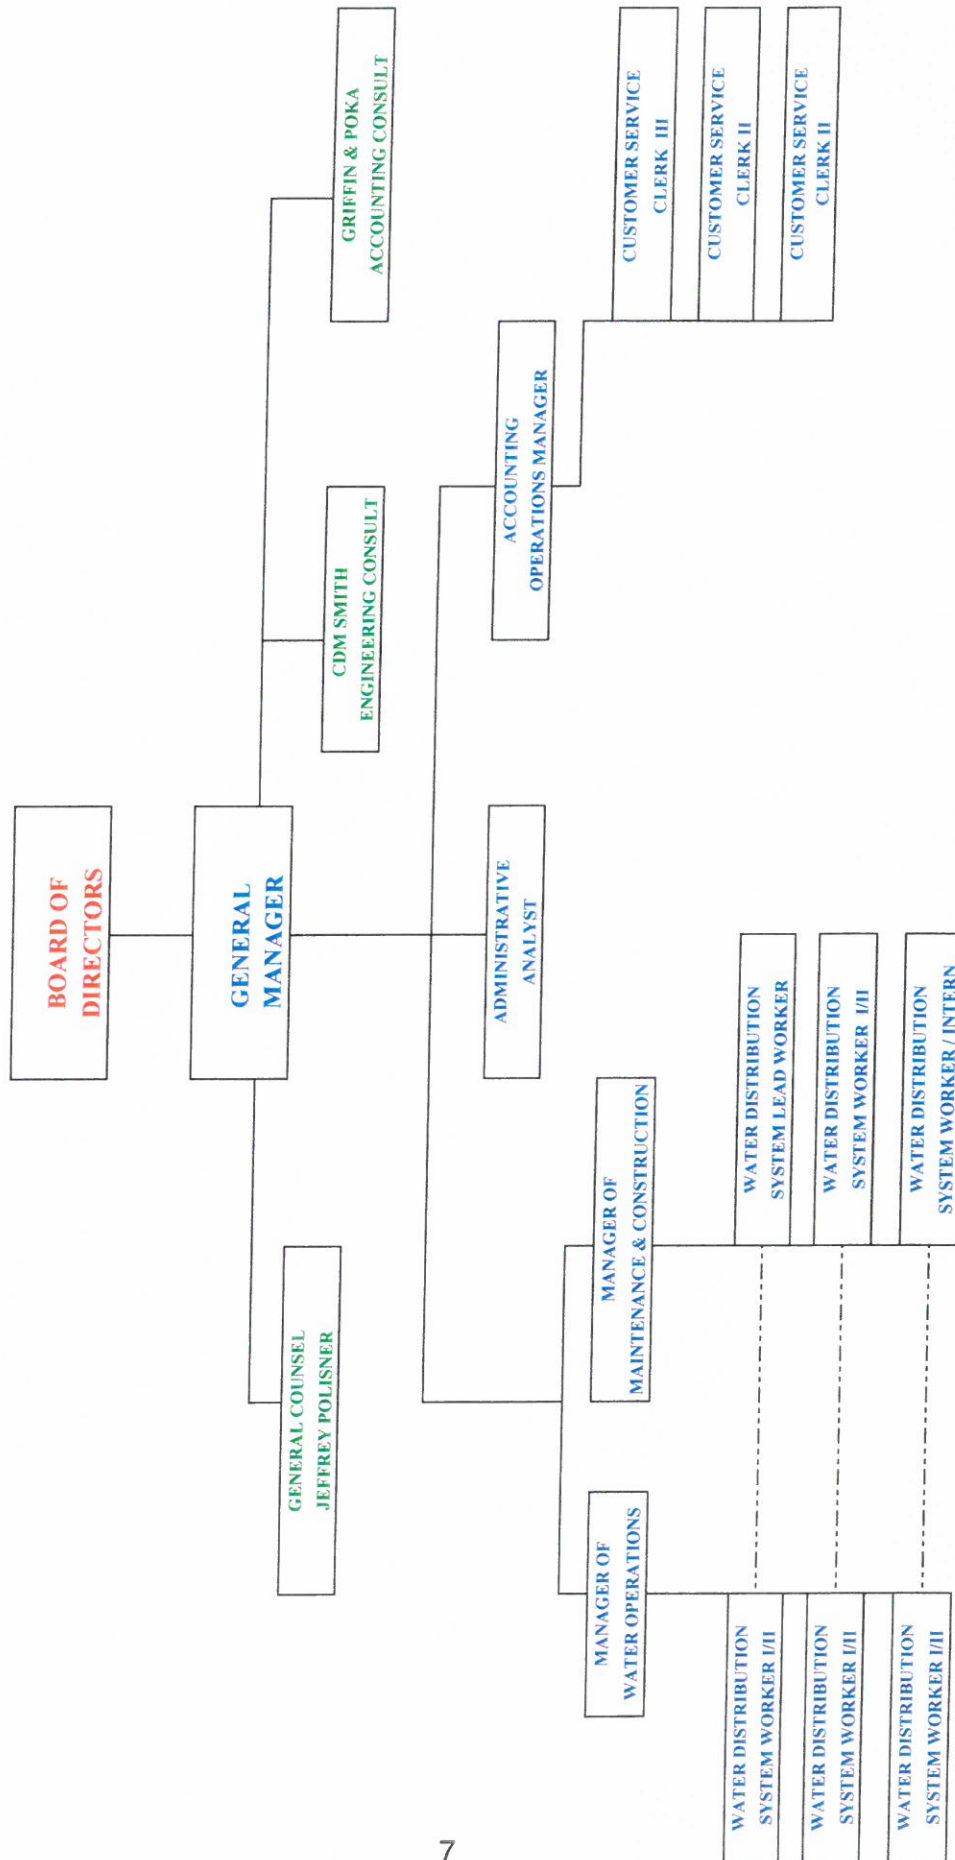 BOARD OF
DIRECTORS
GENERAL
MANAGER
GENERAL COUNSEL
JEFFREY POLISNER
CDM SMITH
ENGINEERING CONSULT
GRIFFIN & POKA
ACCOUNTING CONSULT
ADMINISTRATIVE
ANALYST
ACCOUNTING
OPERATIONS MANAGER
MANAGER OF
WATER OPERATIONS
MANAGER OF
MAINTENANCE & CONSTRUCTION
CUSTOMER SERVICE
CLERK III
CUSTOMER SERVICE
CLERK II
CUSTOMER SERVICE
CLERK II
WATER DISTRIBUTION
SYSTEM WORKER I/II
WATER DISTRIBUTION
SYSTEM WORKER I/II
WATER DISTRIBUTION
SYSTEM WORKER I/II
WATER DISTRIBUTION
SYSTEM LEAD WORKER
WATER DISTRIBUTION
SYSTEM WORKER I/II
WATER DISTRIBUTION
SYSTEM WORKER / INTERN
7